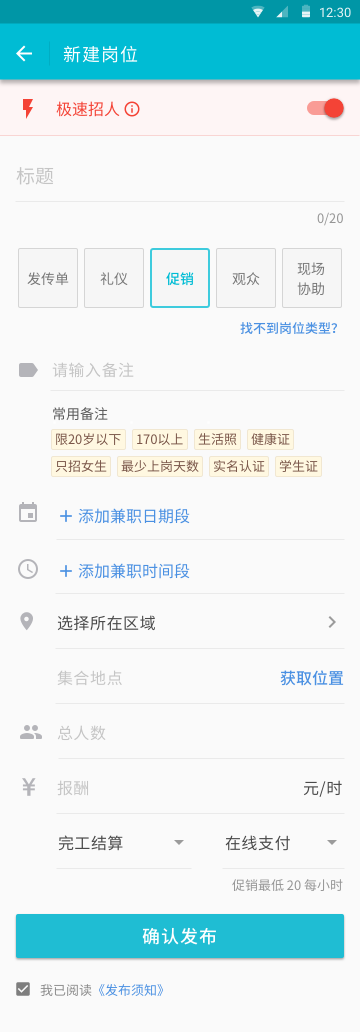 12:30
新建岗位
极速招人
标题
0/20
发传单 礼仪 促销 观众 现场
协助
找不到岗位类型?
请输入备注
常用备注
限20岁以下 170以上 生活照 健康证
只招女生 最少上岗天数 实名认证 学生证
+ 添加兼职日期段
+ 添加兼职时间段
选择所在区域
集合地点 获取位置
总人数
¥ 报酬 元/时
完工结算 在线支付
促销最低 20 每小时
确认发布
我已阅读《发布须知》